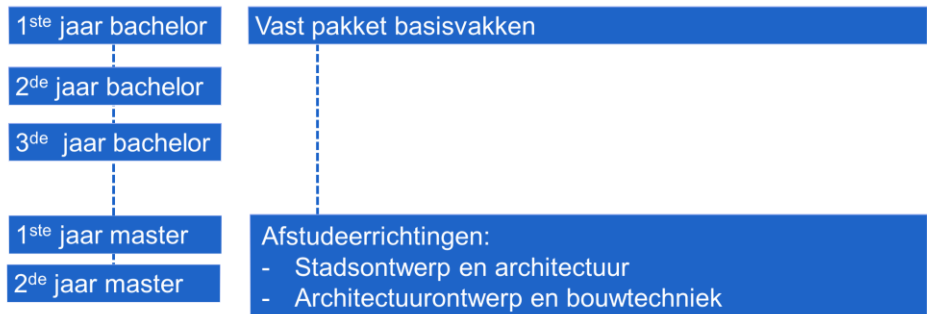 1ste jaar bachelor
Vast pakket basisvakken
2de jaar bachelor
3de jaar bachelor
1ste jaar master
2de jaar master
Afstudeerrichtingen:
- Stadsontwerp en architectuur
- Architectuurontwerp en bouwtechniek